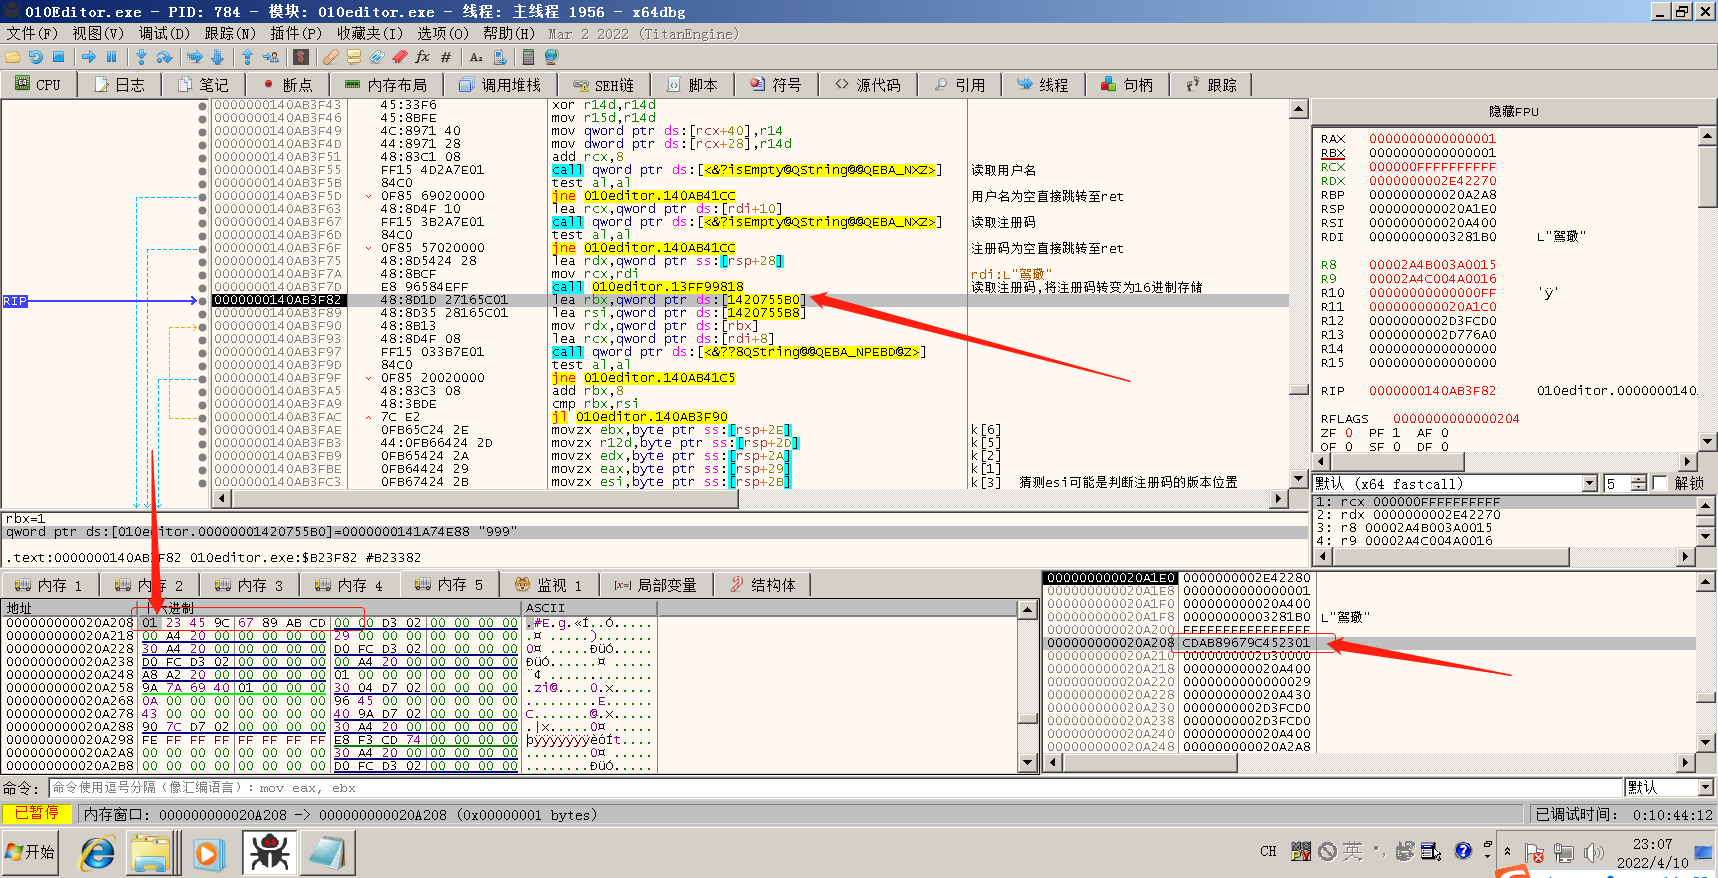 010Editor.exe - PID: 784 - 模块: 010editor.exe - 线程: 主线程 1956 - x64dbg
文件(F) 视图(V) 调试(D) 跟踪(N) 插件(P) 收藏夹(I) 选项(O) 帮助(H) Mar 2 2022 (TitanEngine)
CPU 日志 笔记 断点 内存布局 调用堆栈 SEH链 脚本 符号 源代码 引用 线程 句柄 跟踪
0000000140AB3F43 45:33F6 xor r14d,r14d
0000000140AB3F46 45:8BFE mov r15d,r14d
0000000140AB3F49 4C:8971 40 mov qword ptr ds:[rcx+40],r14
0000000140AB3F4D 44:8971 28 mov dword ptr ds:[rcx+28],r14d
0000000140AB3F51 48:83C1 08 add rcx,8
0000000140AB3F55 FF15 4D2A7E01 call qword ptr ds:[<&?isEmpty@QString@@QEBA_NXZ>] 读取用户名
0000000140AB3F5B 84C0 test al,al
0000000140AB3F5D 0F85 69020000 jne 010editor.140AB41CC 用户名为空直接跳转至ret
0000000140AB3F63 48:8D4F 10 lea rcx,qword ptr ds:[rdi+10]
0000000140AB3F67 FF15 3B2A7E01 call qword ptr ds:[<&?isEmpty@QString@@QEBA_NXZ>] 读取注册码
0000000140AB3F6D 84C0 test al,al
0000000140AB3F6F 0F85 57020000 jne 010editor.140AB41CC 注册码为空直接跳转至ret
0000000140AB3F75 48:8D5424 28 lea rdx,qword ptr ss:[rsp+28]
0000000140AB3F7A 48:8BCF mov rcx,rdi rdi:L"駕璥"
0000000140AB3F7D E8 96584EFF call 010editor.13FF99818 读取注册码,将注册码转变为16进制存储
RIP 0000000140AB3F82 48:8D1D 27165C01 lea rbx,qword ptr ds:[1420755B0]
0000000140AB3F89 48:8D35 28165C01 lea rsi,qword ptr ds:[1420755B8]
0000000140AB3F90 48:8B13 mov rdx,qword ptr ds:[rbx]
0000000140AB3F93 48:8D4F 08 lea rcx,qword ptr ds:[rdi+8]
0000000140AB3F97 FF15 033B7E01 call qword ptr ds:[<&??8QString@@QEBA_NPEBD@Z>]
0000000140AB3F9D 84C0 test al,al
0000000140AB3F9F 0F85 20020000 jne 010editor.140AB41C5
0000000140AB3FA5 48:83C3 08 add rbx,8
0000000140AB3FA9 48:3BDE cmp rbx,rsi
0000000140AB3FAC 7C E2 jl 010editor.140AB3F90
0000000140AB3FAE 0FB65C24 2E movzx ebx,byte ptr ss:[rsp+2E] k[6]
0000000140AB3FB3 44:0FB66424 2D movzx r12d,byte ptr ss:[rsp+2D] k[5]
0000000140AB3FB9 0FB65424 2A movzx edx,byte ptr ss:[rsp+2A] k[2]
0000000140AB3FBE 0FB64424 29 movzx eax,byte ptr ss:[rsp+29] k[1]
0000000140AB3FC3 0FB67424 2B movzx esi,byte ptr ss:[rsp+2B] k[3] 猜测esi可能是判断注册码的版本位置
隐藏FPU
RAX 0000000000000001
RBX 0000000000000001
RCX 000000FFFFFFFFFF
RDX 0000000002E42270
RBP 000000000020A2A8
RSP 000000000020A1E0
RSI 000000000020A400
RDI 00000000003281B0 L"駕璥"
R8 00002A4B003A0015
R9 00002A4C004A0016
R10 00000000000000FF 'ÿ'
R11 000000000020A1C0
R12 0000000002D3FCD0
R13 0000000002D776A0
R14 0000000000000000
R15 0000000000000000
RIP 0000000140AB3F82 010editor.0000000140A
RFLAGS 0000000000000204
ZF 0 PF 1 AF 0
OF 0 SF 0 DF 0
默认 (x64 fastcall) 5 解锁
1: rcx 000000FFFFFFFFFF
2: rdx 0000000002E42270
3: r8 00002A4B003A0015
4: r9 00002A4C004A0016
rbx=1
qword ptr ds:[010editor.00000001420755B0]=0000000141A74E88 "999"
.text:0000000140AB3F82 010editor.exe:$B23F82 #B23382
内存 1 内存 2 内存 3 内存 4 内存 5 监视 1 局部变量 结构体
地址 十六进制 ASCII
000000000020A208 01 23 45 9C 67 89 AB CD 00 00 D3 02 00 00 00 00 .#E.g.«Í..Ó.....
000000000020A218 00 A4 20 00 00 00 00 00 29 00 00 00 00 00 00 00 .¤ .....).......
000000000020A228 30 A4 20 00 00 00 00 00 D0 FC D3 02 00 00 00 00 0¤ .....ÐüÓ.....
000000000020A238 D0 FC D3 02 00 00 00 00 00 A4 20 00 00 00 00 00 ÐüÓ......¤ .....
000000000020A248 A8 A2 20 00 00 00 00 00 01 00 00 00 00 00 00 00 ¨¢ .............
000000000020A258 9A 7A 69 40 01 00 00 00 30 04 D7 02 00 00 00 00 .zi@....0.x.....
000000000020A268 0A 00 00 00 00 00 00 00 96 45 00 00 00 00 00 00 .........E......
000000000020A278 43 00 00 00 00 00 00 00 40 9A D7 02 00 00 00 00 C.......@.x.....
000000000020A288 90 7C D7 02 00 00 00 00 30 A4 20 00 00 00 00 00 .|x.....0¤ .....
000000000020A298 FE FF FF FF FF FF FF FF E8 F3 CD 74 00 00 00 00 þÿÿÿÿÿÿÿèóÍt....
000000000020A2A8 00 00 00 00 00 00 00 00 30 A4 20 00 00 00 00 00 ........0¤ .....
000000000020A2B8 00 00 00 00 00 00 00 00 D0 FC D3 02 00 00 00 00 ........ÐüÓ.....
000000000020A1E0 0000000002E42280
000000000020A1E8 0000000000000001
000000000020A1F0 000000000020A400
000000000020A1F8 00000000003281B0 L"駕璥"
000000000020A200 FFFFFFFFFFFFFFFE
000000000020A208 CDAB89679C452301
000000000020A210 0000000002D30000
000000000020A218 000000000020A400
000000000020A220 0000000000000029
000000000020A228 000000000020A430
000000000020A230 0000000002D3FCD0
000000000020A238 0000000002D3FCD0
000000000020A240 000000000020A400
000000000020A248 000000000020A2A8
命令: 命令使用逗号分隔（像汇编语言）: mov eax, ebx 默认
已暂停 内存窗口: 000000000020A208 -> 000000000020A208 (0x00000001 bytes) 已调试时间: 0:10:44:12
开始 CH 英 23:07
2022/4/10